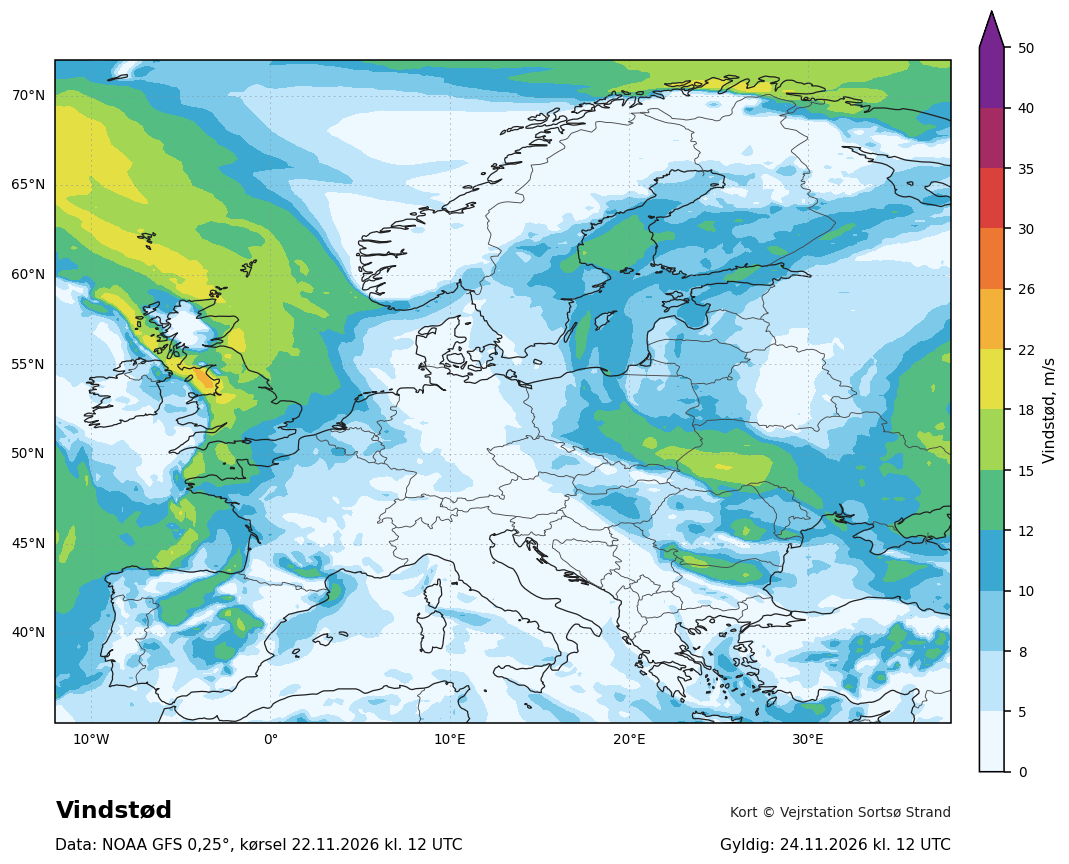 50
40
35
30
26
22
18
15
12
10
8
5
0
Vindstød, m/s
70°N
65°N
60°N
55°N
50°N
45°N
40°N
10°W
0°
10°E
20°E
30°E
Vindstød
Kort © Vejrstation Sortsø Strand
Data: NOAA GFS 0,25°, kørsel 22.11.2026 kl. 12 UTC
Gyldig: 24.11.2026 kl. 12 UTC